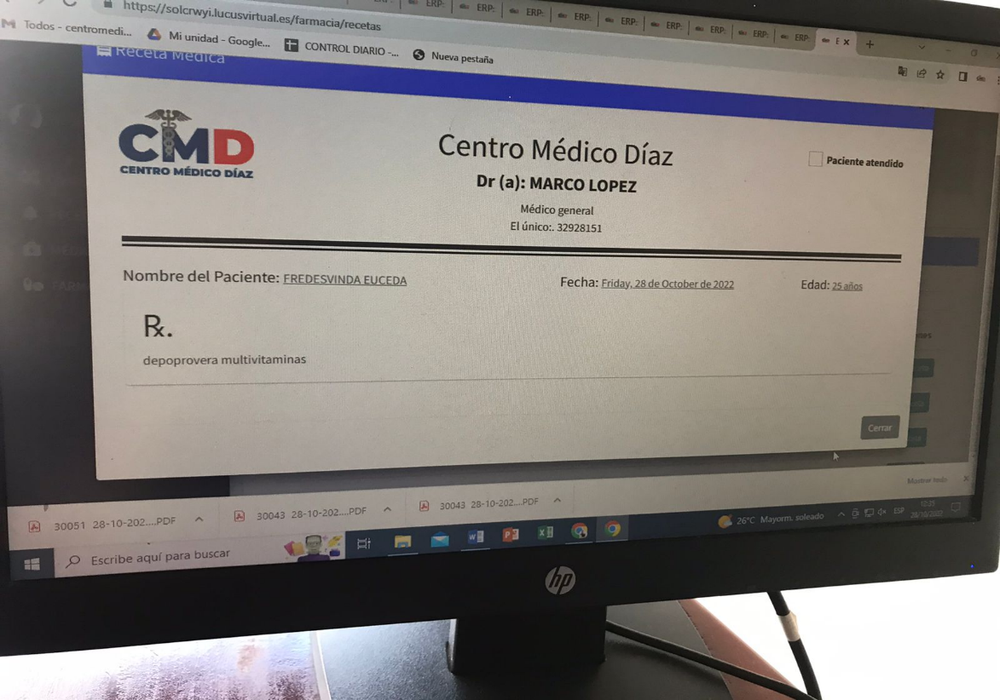 https://solcrwyi.lucusvirtual.es/farmacia/recetas
ERP: ERP: ERP: ERP: ERP: ERP: ERP: ERP: ERP: E
Todos - centromedi... Mi unidad - Google... CONTROL DIARIO -... Nueva pestaña
Receta Médica
CMD
CENTRO MÉDICO DÍAZ
Centro Médico Díaz
Paciente atendido
Dr (a): MARCO LOPEZ
Médico general
El único:. 32928151
Nombre del Paciente: FREDESVINDA EUCEDA Fecha: Friday, 28 de October de 2022 Edad: 25 años
Rx.
depoprovera multivitaminas
Cerrar
Mostrar todo
30051 28-10-202....PDF 30043 28-10-202....PDF 30043 28-10-202....PDF
Escribe aquí para buscar
26°C Mayorm. soleado ESP
12:35
28/10/2022
hp